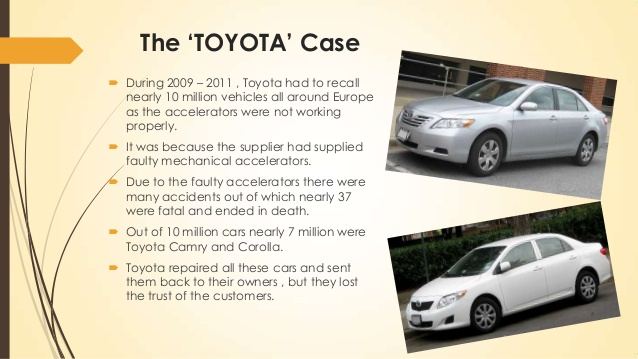 The ‘TOYOTA’ Case
During 2009 – 2011 , Toyota had to recall
nearly 10 million vehicles all around Europe
as the accelerators were not working
properly.
It was because the supplier had supplied
faulty mechanical accelerators.
Due to the faulty accelerators there were
many accidents out of which nearly 37
were fatal and ended in death.
Out of 10 million cars nearly 7 million were
Toyota Camry and Corolla.
Toyota repaired all these cars and sent
them back to their owners , but they lost
the trust of the customers.